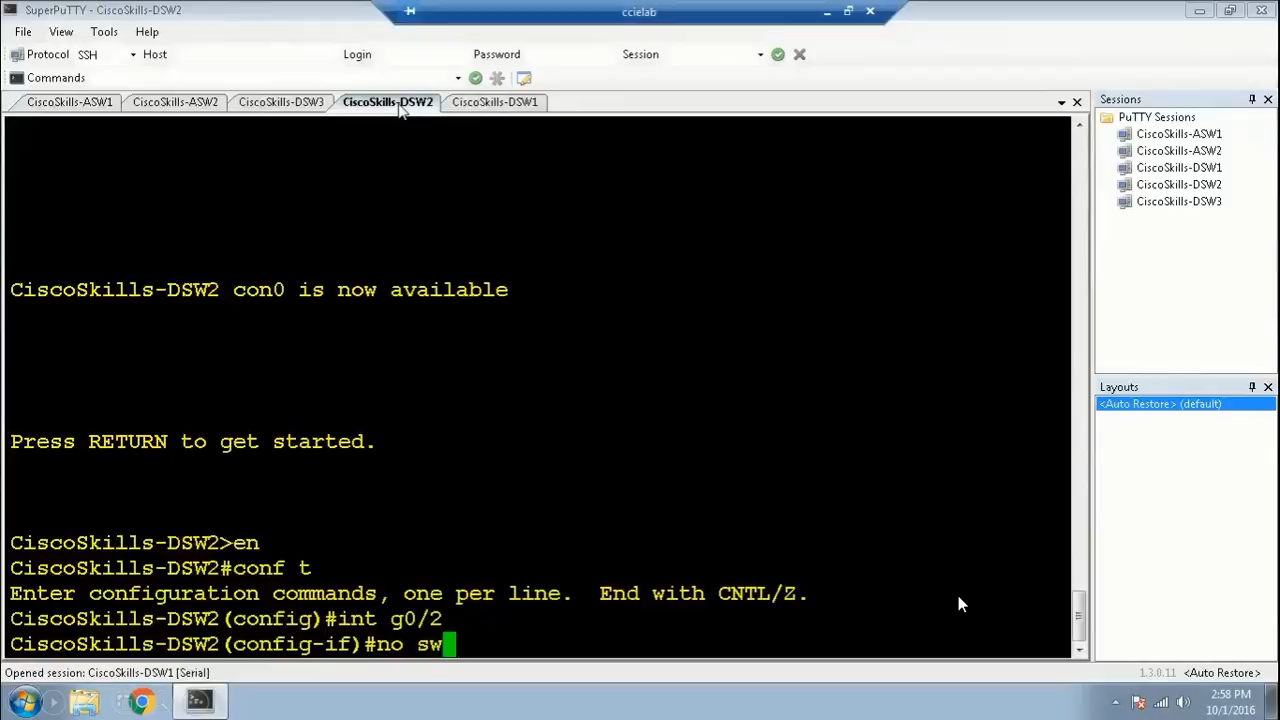 SuperPuTTY - CiscoSkills-DSW2
ccielab
File View Tools Help
Protocol SSH Host Login Password Session
Commands
CiscoSkills-ASW1 CiscoSkills-ASW2 CiscoSkills-DSW3 CiscoSkills-DSW2 CiscoSkills-DSW1
Sessions
PuTTY Sessions
CiscoSkills-ASW1
CiscoSkills-ASW2
CiscoSkills-DSW1
CiscoSkills-DSW2
CiscoSkills-DSW3
Layouts
<Auto Restore> (default)
CiscoSkills-DSW2 con0 is now available
Press RETURN to get started.
CiscoSkills-DSW2>en
CiscoSkills-DSW2#conf t
Enter configuration commands, one per line.  End with CNTL/Z.
CiscoSkills-DSW2(config)#int g0/2
CiscoSkills-DSW2(config-if)#no sw
Opened session: CiscoSkills-DSW1 [Serial]
1.3.0.11 <Auto Restore>
2:58 PM
10/1/2016